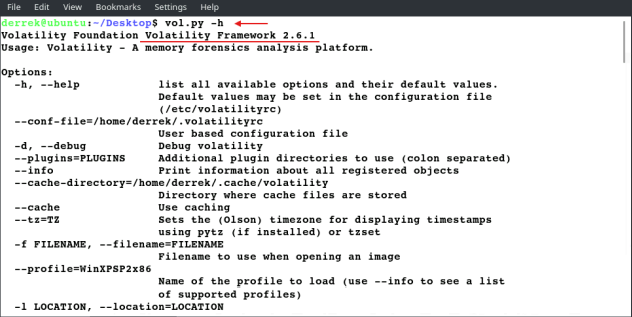 File Edit View Bookmarks Settings Help
derrek@ubuntu:~/Desktop$ vol.py -h
Volatility Foundation Volatility Framework 2.6.1
Usage: Volatility - A memory forensics analysis platform.
Options:
-h, --help list all available options and their default values.
Default values may be set in the configuration file
(/etc/volatilityrc)
--conf-file=/home/derrek/.volatilityrc
User based configuration file
-d, --debug Debug volatility
--plugins=PLUGINS Additional plugin directories to use (colon separated)
--info Print information about all registered objects
--cache-directory=/home/derrek/.cache/volatility
Directory where cache files are stored
--cache Use caching
--tz=TZ Sets the (Olson) timezone for displaying timestamps
using pytz (if installed) or tzset
-f FILENAME, --filename=FILENAME
Filename to use when opening an image
--profile=WinXPSP2x86
Name of the profile to load (use --info to see a list
of supported profiles)
-l LOCATION, --location=LOCATION